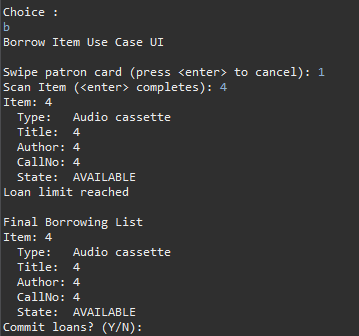 Choice :
b
Borrow Item Use Case UI
Swipe patron card (press <enter> to cancel): 1
Scan Item (<enter> completes): 4
Item: 4
Type: Audio cassette
Title: 4
Author: 4
CallNo: 4
State: AVAILABLE
Loan limit reached
Final Borrowing List
Item: 4
Type: Audio cassette
Title: 4
Author: 4
CallNo: 4
State: AVAILABLE
Commit loans? (Y/N):